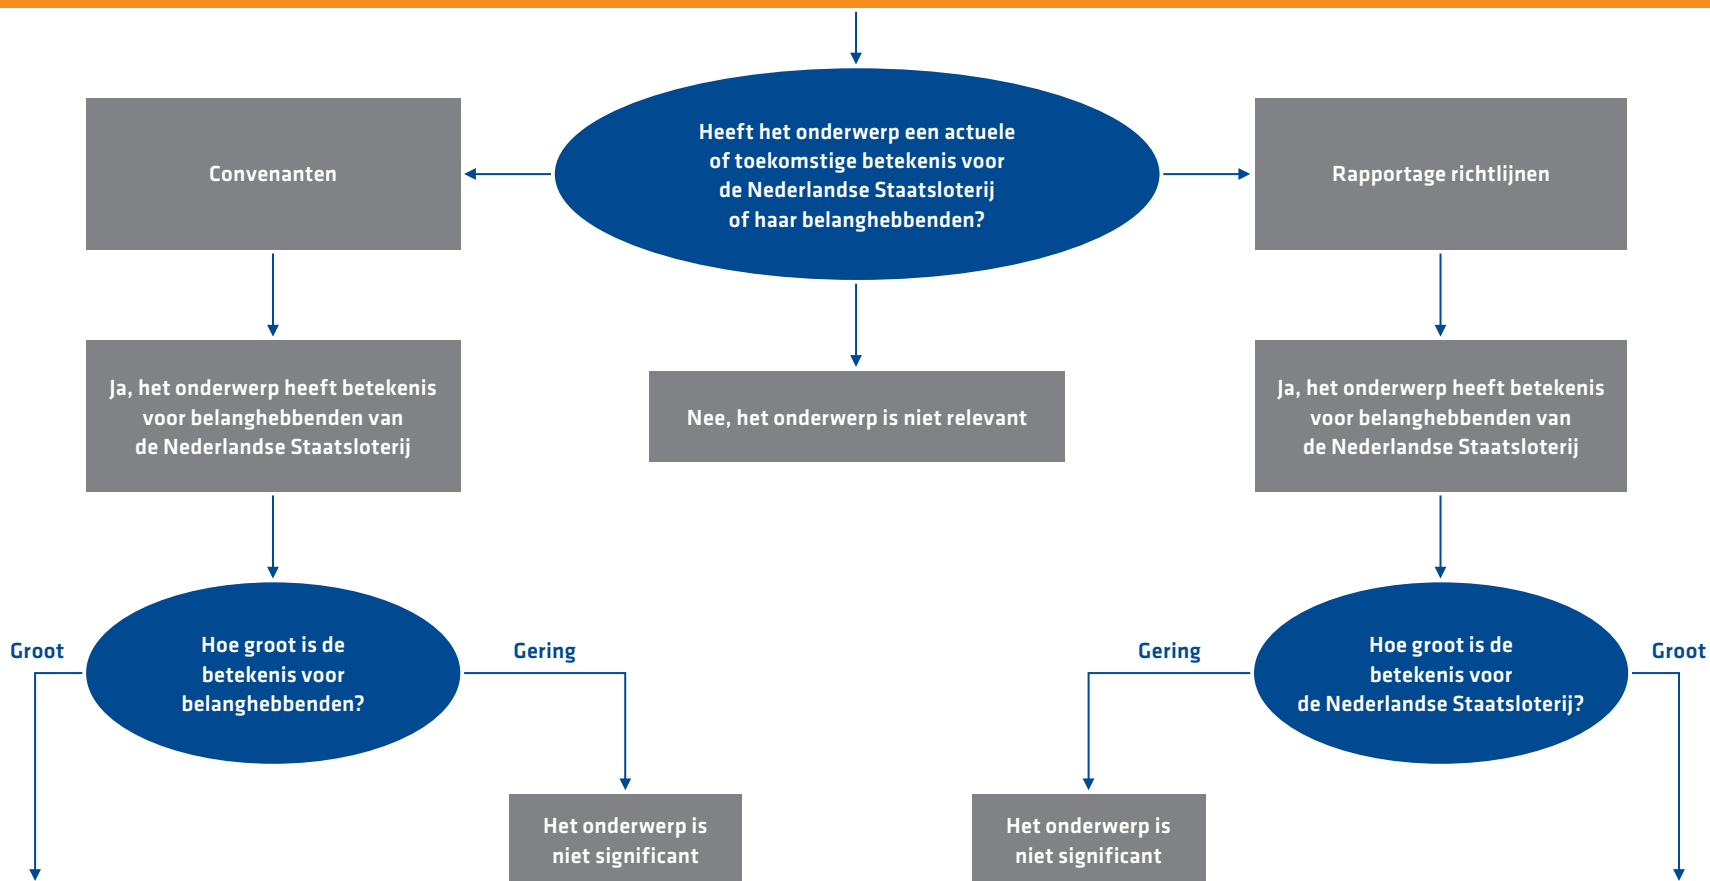 Heeft het onderwerp een actuele
of toekomstige betekenis voor
de Nederlandse Staatsloterij
of haar belanghebbenden?
Convenanten
Rapportage richtlijnen
Ja, het onderwerp heeft betekenis
voor belanghebbenden van
de Nederlandse Staatsloterij
Nee, het onderwerp is niet relevant
Ja, het onderwerp heeft betekenis
voor belanghebbenden van
de Nederlandse Staatsloterij
Groot
Hoe groot is de
betekenis voor
belanghebbenden?
Gering
Gering
Hoe groot is de
betekenis voor
de Nederlandse Staatsloterij?
Groot
Het onderwerp is
niet significant
Het onderwerp is
niet significant